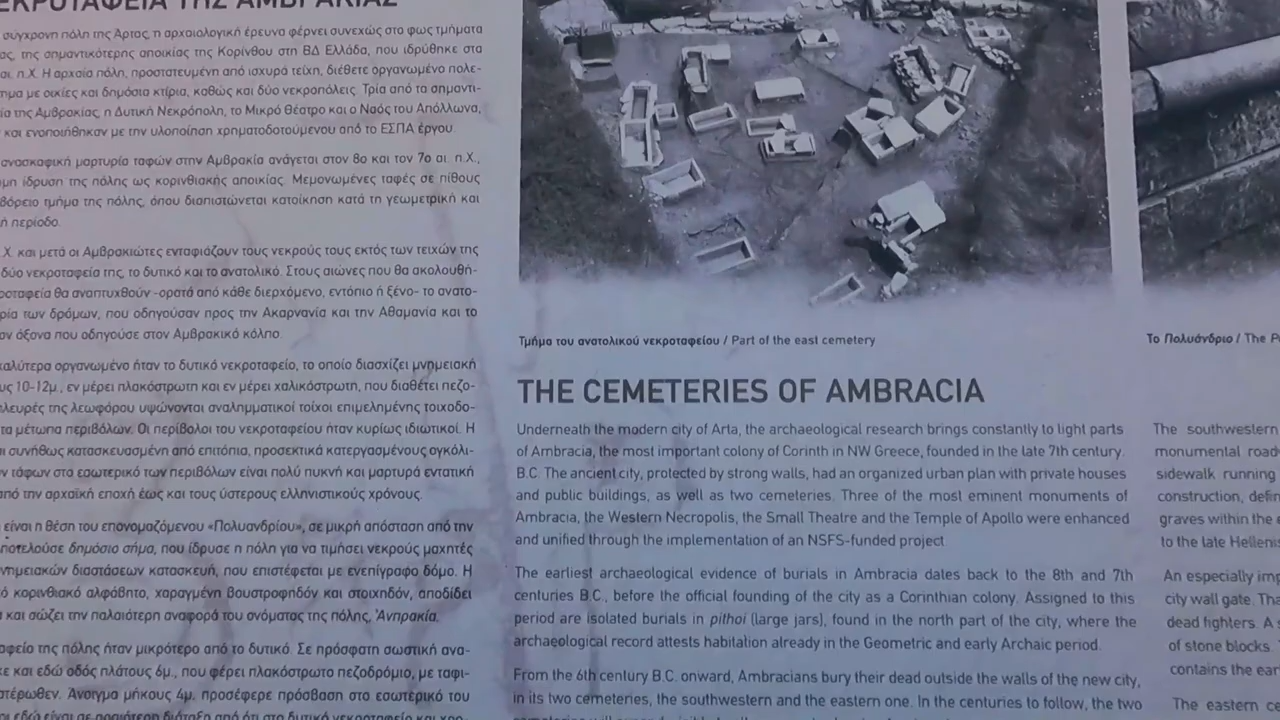 ΕΚΡΟΤΑΦΕΙΑ ΤΗΣ ΑΜΒΡΑΚΙΑΣ
σύγχρονη πόλη της Άρτας, η αρχαιολογική έρευνα φέρνει συνεχώς στο φως τμήματα
ας, της σημαντικότερης αποικίας της Κορίνθου στη ΒΔ Ελλάδα, που ιδρύθηκε στα
αι. π.Χ. Η αρχαία πόλη, προστατευμένη από ισχυρά τείχη, διέθετε οργανωμένο πολε-
ημα με οικίες και δημόσια κτίρια, καθώς και δύο νεκροπόλεις. Τρία από τα σημαντι-
ία της Αμβρακίας, η Δυτική Νεκρόπολη, το Μικρό Θέατρο και ο Ναός του Απόλλωνα,
και ενοποιήθηκαν με την υλοποίηση χρηματοδοτούμενου από το ΕΣΠΑ έργου.
ανασκαφική μαρτυρία ταφών στην Αμβρακία ανάγεται στον 8ο και τον 7ο αι. π.Χ.,
μη ίδρυση της πόλης ως κορινθιακής αποικίας. Μεμονωμένες ταφές σε πίθους
βόρειο τμήμα της πόλης, όπου διαπιστώνεται κατοίκηση κατά τη γεωμετρική και
ή περίοδο.
Χ. και μετά οι Αμβρακιώτες ενταφιάζουν τους νεκρούς τους εκτός των τειχών της
δύο νεκροταφεία της, το δυτικό και το ανατολικό. Στους αιώνες που θα ακολουθή-
ροταφεία θα αναπτυχθούν -ορατά από κάθε διερχόμενο, εντόπιο ή ξένο- το ανατο-
ρία των δρόμων, που οδηγούσαν προς την Ακαρνανία και την Αθαμανία και το
ον άξονα που οδηγούσε στον Αμβρακικό κόλπο.
καλύτερα οργανωμένο ήταν το δυτικό νεκροταφείο, το οποίο διασχίζει μνημειακή
υς 10-12μ., εν μέρει πλακόστρωτη και εν μέρει χαλικόστρωτη, που διαθέτει πεζο-
λευρές της λεωφόρου υψώνονται αναλημματικοί τοίχοι επιμελημένης τοιχοδο-
τα μέτωπα περιβόλων. Οι περίβολοι του νεκροταφείου ήταν κυρίως ιδιωτικοί. Η
ι συνήθως κατασκευασμένη από επιτόπια, προσεκτικά κατεργασμένους ογκόλι-
ν τάφων στο εσωτερικό των περιβόλων είναι πολύ πυκνή και μαρτυρά εντατική
από την αρχαϊκή εποχή έως και τους ύστερους ελληνιστικούς χρόνους.
είναι η θέση του επονομαζόμενου «Πολυανδρίου», σε μικρή απόσταση από την
ποτελούσε δημόσιο σήμα, που ίδρυσε η πόλη για να τιμήσει νεκρούς μαχητές
νημειακών διαστάσεων κατασκευή, που επιστέφεται με ενεπίγραφο δόμο. Η
ό κορινθιακό αλφάβητο, χαραγμένη βουστροφηδόν και στοιχηδόν, αποδίδει
και σώζει την παλαιότερη αναφορά του ονόματος της πόλης, Ἀνπρακία.
αφείο της πόλης ήταν μικρότερο από το δυτικό. Σε πρόσφατη σωστική ανα-
κε και εδώ οδός πλάτους 6μ., που φέρει πλακόστρωτο πεζοδρόμιο, με ταφι-
ατέρωθεν. Άνοιγμα μήκους 4μ. προσέφερε πρόσβαση στο εσωτερικό του
Τμήμα του ανατολικού νεκροταφείου / Part of the east cemetery
Το Πολυάνδριο / The P
THE CEMETERIES OF AMBRACIA
Underneath the modern city of Arta, the archaeological research brings constantly to light parts
of Ambracia, the most important colony of Corinth in NW Greece, founded in the late 7th century.
B.C. The ancient city, protected by strong walls, had an organized urban plan with private houses
and public buildings, as well as two cemeteries. Three of the most eminent monuments of
Ambracia, the Western Necropolis, the Small Theatre and the Temple of Apollo were enhanced
and unified through the implementation of an NSFS-funded project
The earliest archaeological evidence of burials in Ambracia dates back to the 8th and 7th
centuries B.C., before the official founding of the city as a Corinthian colony. Assigned to this
period are isolated burials in pithoi (large jars), found in the north part of the city, where the
archaeological record attests habitation already in the Geometric and early Archaic period.
From the 6th century B.C. onward, Ambracians bury their dead outside the walls of the new city,
in its two cemeteries, the southwestern and the eastern one. In the centuries to follow, the two
The southwestern
monumental road
sidewalk running
construction, defin
graves within the
to the late Hellenis
An especially imp
city wall gate. Tha
dead fighters. A s
of stone blocks.
contains the ear
The eastern ce